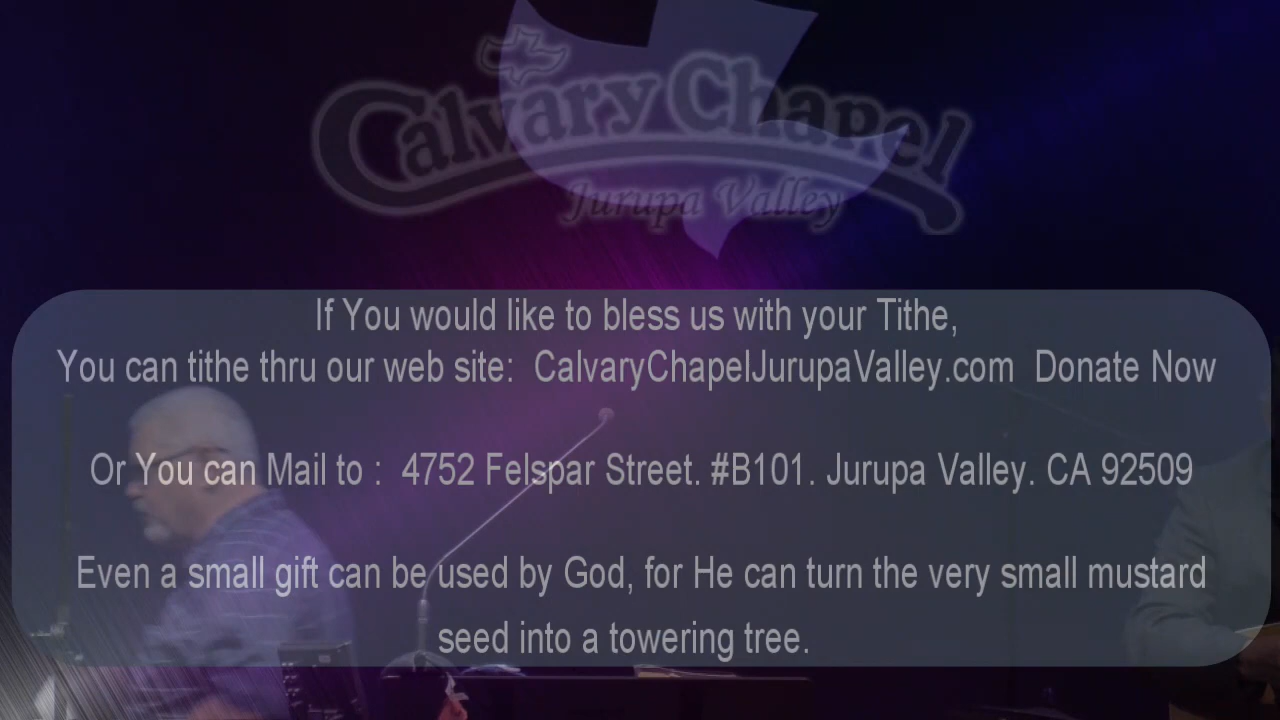 Calvary Chapel
Jurupa Valley
If You would like to bless us with your Tithe,
You can tithe thru our web site:  CalvaryChapelJurupaValley.com  Donate Now
Or You can Mail to :  4752 Felspar Street. #B101. Jurupa Valley. CA 92509
Even a small gift can be used by God, for He can turn the very small mustard
seed into a towering tree.